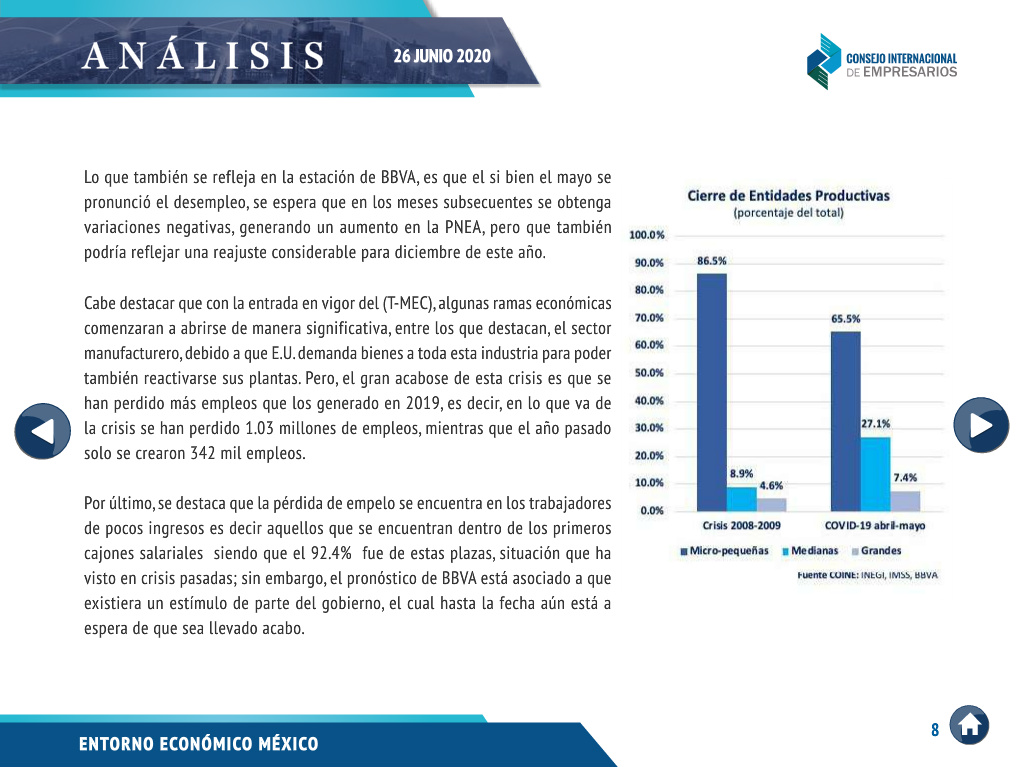 ANÁLISIS
26 JUNIO 2020
CONSEJO INTERNACIONAL
DE EMPRESARIOS
Lo que también se refleja en la estación de BBVA, es que el si bien el mayo se
pronunció el desempleo, se espera que en los meses subsecuentes se obtenga
variaciones negativas, generando un aumento en la PNEA, pero que también
podría reflejar una reajuste considerable para diciembre de este año.
Cabe destacar que con la entrada en vigor del (T-MEC), algunas ramas económicas
comenzaran a abrirse de manera significativa, entre los que destacan, el sector
manufacturero, debido a que E.U. demanda bienes a toda esta industria para poder
también reactivarse sus plantas. Pero, el gran acabose de esta crisis es que se
han perdido más empleos que los generado en 2019, es decir, en lo que va de
la crisis se han perdido 1.03 millones de empleos, mientras que el año pasado
solo se crearon 342 mil empleos.
Por último, se destaca que la pérdida de empelo se encuentra en los trabajadores
de pocos ingresos es decir aquellos que se encuentran dentro de los primeros
cajones salariales siendo que el 92.4% fue de estas plazas, situación que ha
visto en crisis pasadas; sin embargo, el pronóstico de BBVA está asociado a que
existiera un estímulo de parte del gobierno, el cual hasta la fecha aún está a
espera de que sea llevado acabo.
Cierre de Entidades Productivas
(porcentaje del total)
100.0%
90.0%
80.0%
70.0%
60.0%
50.0%
40.0%
30.0%
20.0%
10.0%
0.0%
86.5%
8.9%
4.6%
65.5%
27.1%
7.4%
Crisis 2008-2009
COVID-19 abril-mayo
Micro-pequeñas Medianas Grandes
Fuente COINE: INEGI, IMSS, BBVA
ENTORNO ECONÓMICO MÉXICO
8